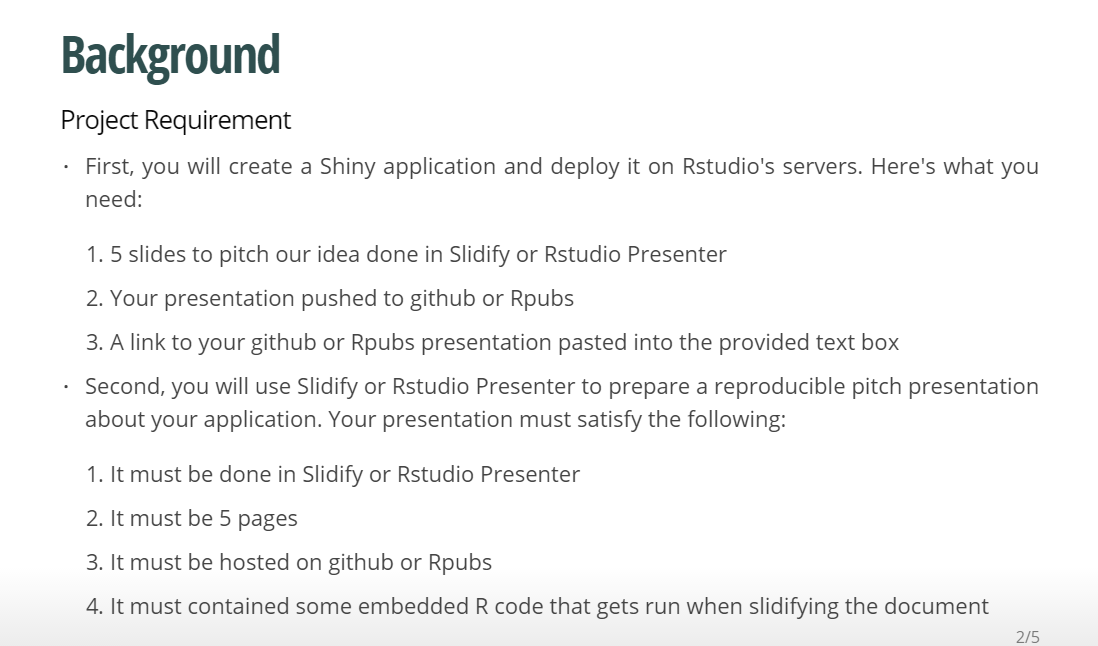 Background
Project Requirement
· First, you will create a Shiny application and deploy it on Rstudio's servers. Here's what you
need:
1. 5 slides to pitch our idea done in Slidify or Rstudio Presenter
2. Your presentation pushed to github or Rpubs
3. A link to your github or Rpubs presentation pasted into the provided text box
· Second, you will use Slidify or Rstudio Presenter to prepare a reproducible pitch presentation
about your application. Your presentation must satisfy the following:
1. It must be done in Slidify or Rstudio Presenter
2. It must be 5 pages
3. It must be hosted on github or Rpubs
4. It must contained some embedded R code that gets run when slidifying the document
2/5